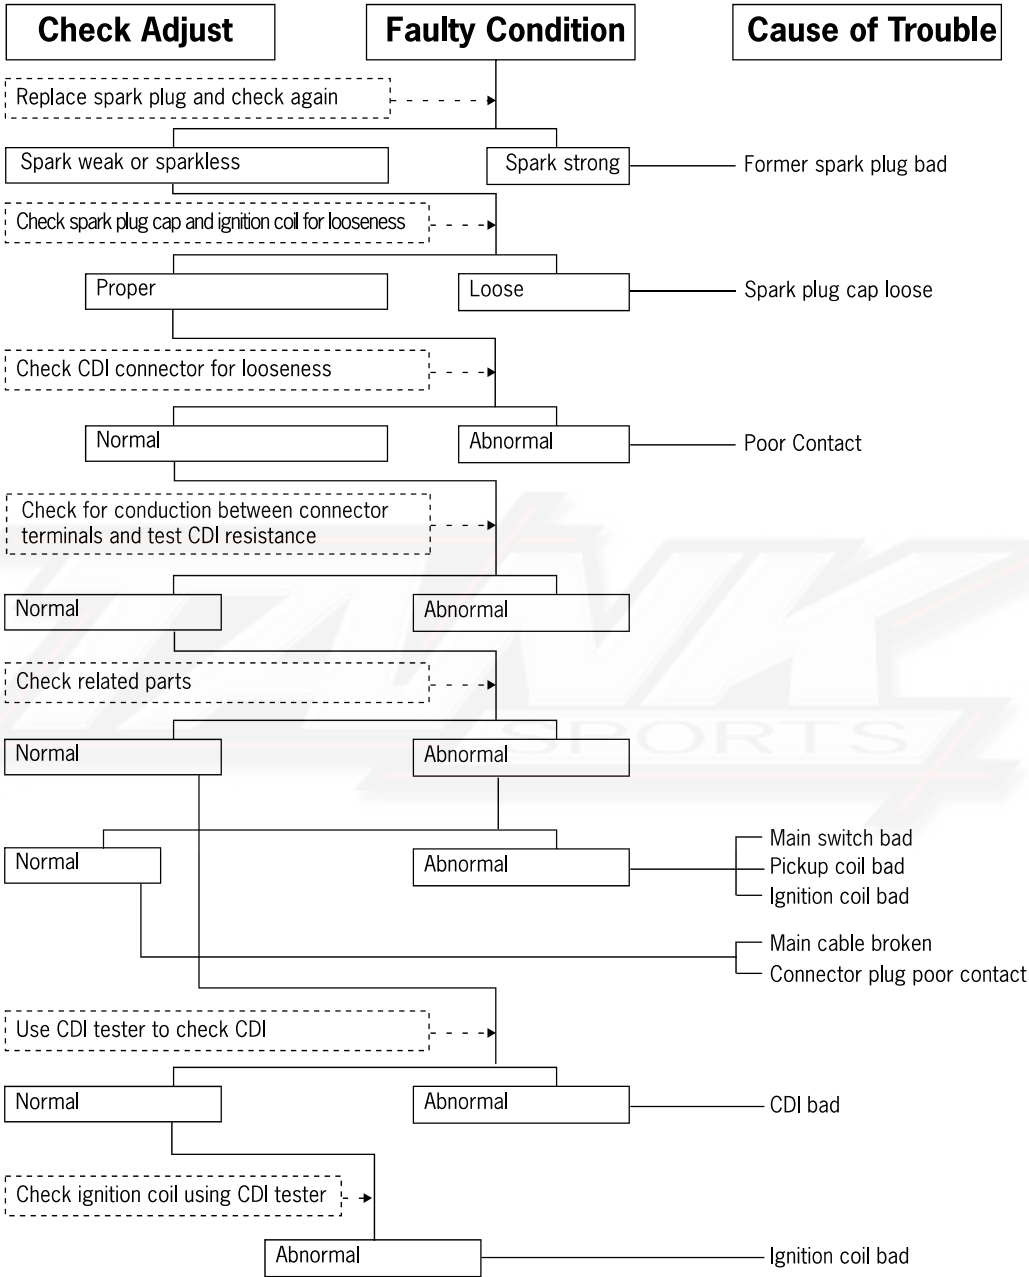 Check Adjust
Faulty Condition
Cause of Trouble
Replace spark plug and check again
Spark weak or sparkless
Spark strong
Former spark plug bad
Check spark plug cap and ignition coil for looseness
Proper
Loose
Spark plug cap loose
Check CDI connector for looseness
Normal
Abnormal
Poor Contact
Check for conduction between connector
terminals and test CDI resistance
Normal
Abnormal
Check related parts
Normal
Abnormal
Normal
Abnormal
Main switch bad
Pickup coil bad
Ignition coil bad
Main cable broken
Connector plug poor contact
Use CDI tester to check CDI
Normal
Abnormal
CDI bad
Check ignition coil using CDI tester
Abnormal
Ignition coil bad
TANK
SPORTS